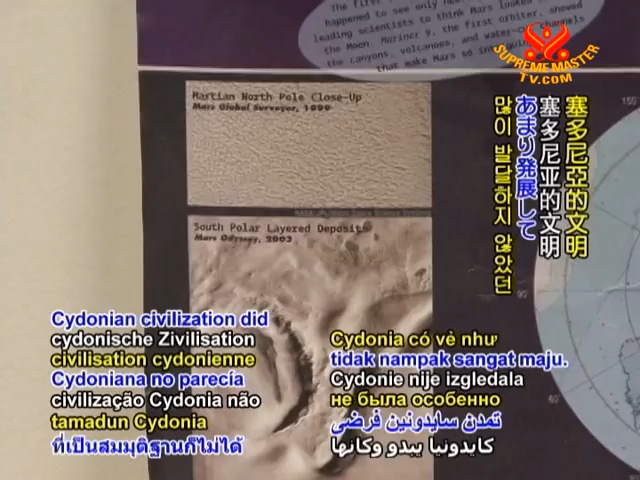 The first
happened to see only
leading scientists to think Mars looked
the Moon. Mariner 9, the first orbiter, showed
the canyons, volcanoes, and water-cut channels
that make Mars so intriguing
SUPREME MASTER
TV.COM
Martian North Pole Close-Up
Mars Global Surveyor, 1999
South Polar Layered Deposits
Mars Odyssey, 2003
塞多尼亞的文明
塞多尼亚的文明
あまり発展して
많이 발달하지 않았던
Cydonian civilization did
cydonische Zivilisation
civilisation cydonienne
Cydoniana no parecía
civilização Cydonia não
tamadun Cydonia
ที่เป็นสมมุติฐานก็ไม่ได้
Cydonia có vẻ như
tidak nampak sangat maju.
Cydonie nije izgledala
не была особенно
تمدن سایدونین فرضی
كايدونيا يبدو وكأنها